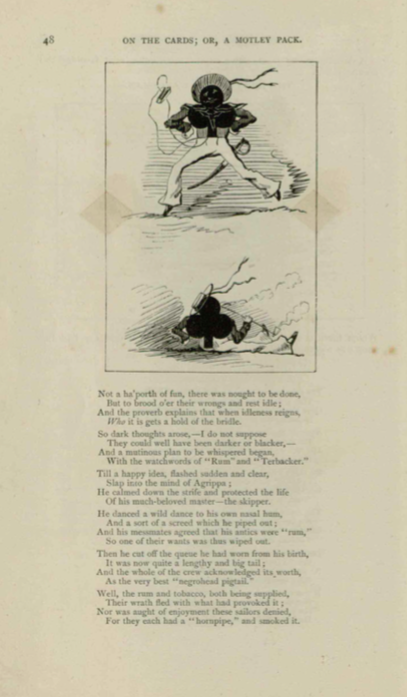 48
ON THE CARDS; OR, A MOTLEY PACK.
Not a ha'porth of fun, there was nought to be done,
But to brood o'er their wrongs and rest idle;
And the proverb explains that when idleness reigns,
Who it is gets a hold of the bridle.
So dark thoughts arose,—I do not suppose
They could well have been darker or blacker,—
And a mutinous plan to be whispered began,
With the watchwords of "Rum" and "Terbacker."
Till a happy idea, flashed sudden and clear,
Slap into the mind of Agrippa;
He calmed down the strife and protected the life
Of his much-beloved master—the skipper.
He danced a wild dance to his own nasal hum,
And a sort of a screed which he piped out;
And his messmates agreed that his antics were "rum,"
So one of their wants was thus wiped out.
Then he cut off the queue he had worn from his birth,
It was now quite a lengthy and big tail;
And the whole of the crew acknowledged its worth,
As the very best "negrohead pigtail."
Well, the rum and tobacco, both being supplied,
Their wrath fled with what had provoked it;
Nor was aught of enjoyment these sailors denied,
For they each had a "hornpipe," and smoked it.